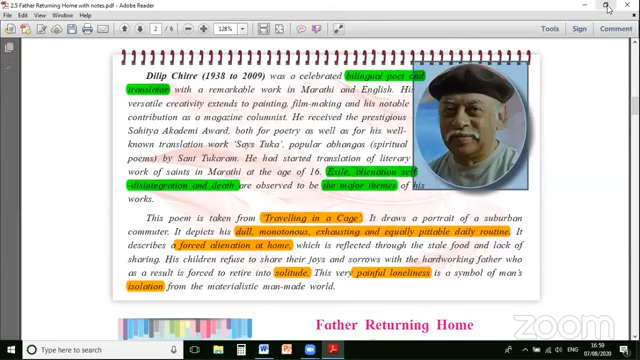 2.5 Father Returning Home with notes.pdf - Adobe Reader
File Edit View Window Help
2 / 6
128%
Tools Sign Comment
Dilip Chitre (1938 to 2009) was a celebrated bilingual poet and
translator with a remarkable work in Marathi and English. His
versatile creativity extends to painting, film-making and his notable
contribution as a magazine columnist. He received the prestigious
Sahitya Akademi Award, both for poetry as well as for his well-
known translation work 'Says Tuka', popular abhangas (spiritual
poems) by Sant Tukaram. He had started translation of literary
work of saints in Marathi at the age of 16. Exile, alienation self
-disintegration and death are observed to be the major themes of his
works.
This poem is taken from 'Travelling in a Cage'. It draws a portrait of a suburban
commuter. It depicts his dull, monotonous, exhausting and equally pitiable daily routine. It
describes a forced alienation at home, which is reflected through the stale food and lack of
sharing. His children refuse to share their joys and sorrows with the hardworking father who
as a result is forced to retire into solitude. This very painful loneliness is a symbol of man's
isolation from the materialistic man-made world.
Father Returning Home
zoom
16:59
07/08/2020